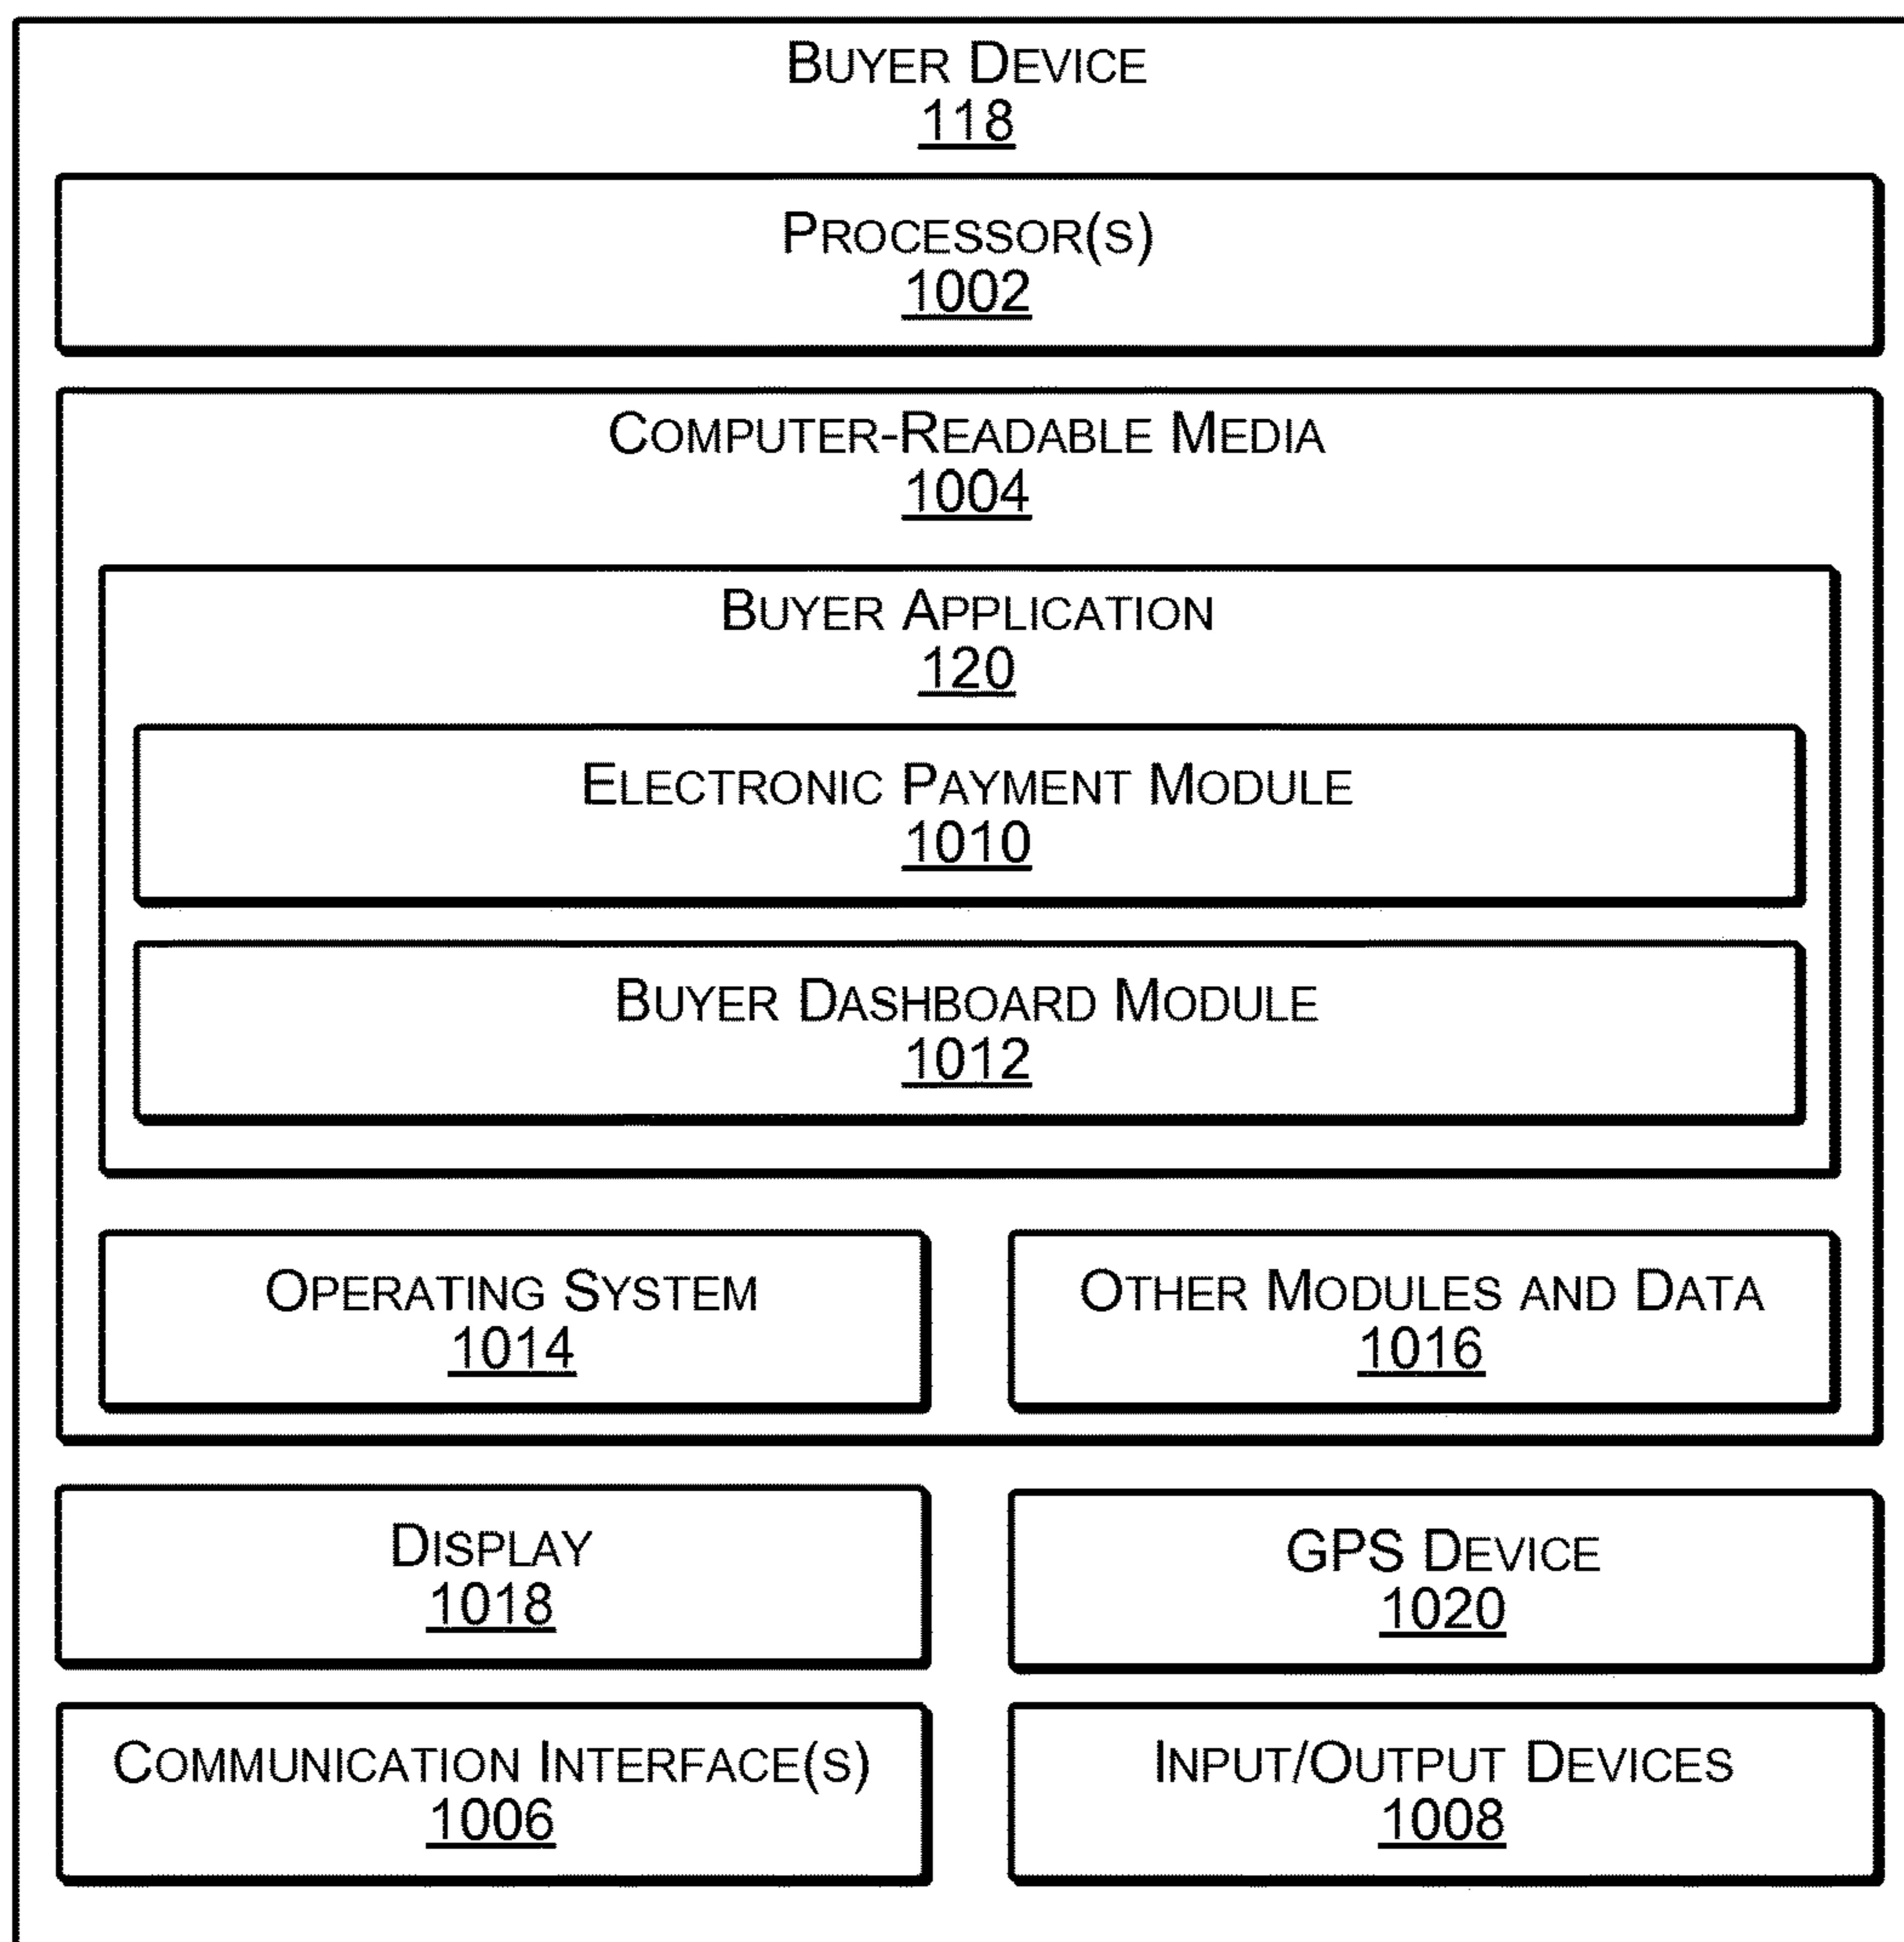 BUYER DEVICE
118
PROCESSOR(S)
1002
COMPUTER-READABLE MEDIA
1004
BUYER APPLICATION
120
ELECTRONIC PAYMENT MODULE
1010
BUYER DASHBOARD MODULE
1012
OPERATING SYSTEM
1014
OTHER MODULES AND DATA
1016
DISPLAY
1018
GPS DEVICE
1020
COMMUNICATION INTERFACE(S)
1006
INPUT/OUTPUT DEVICES
1008